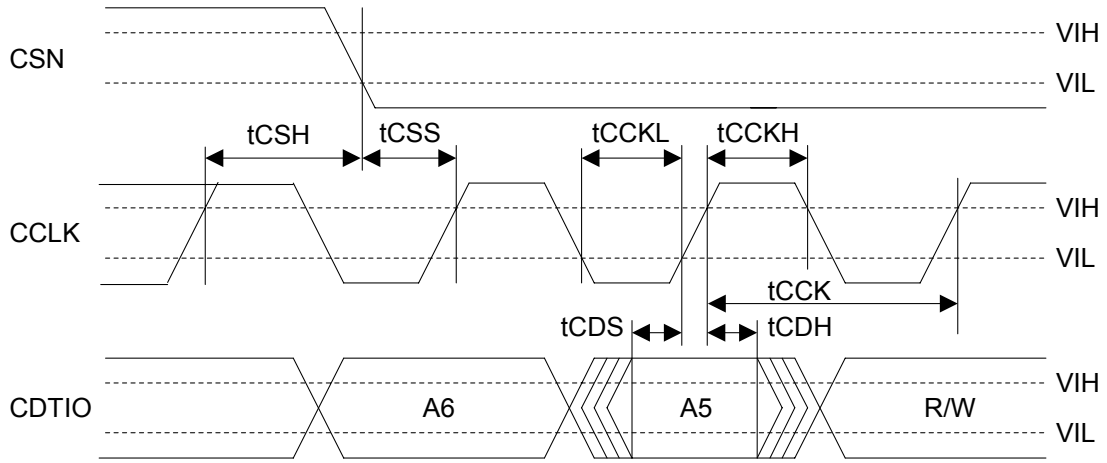 VIH
CSN
VIL
tCSH tCSS tCCKL tCCKH
VIH
CCLK
VIL
tCCK
tCDS tCDH
VIH
CDTIO A6 A5 R/W
VIL